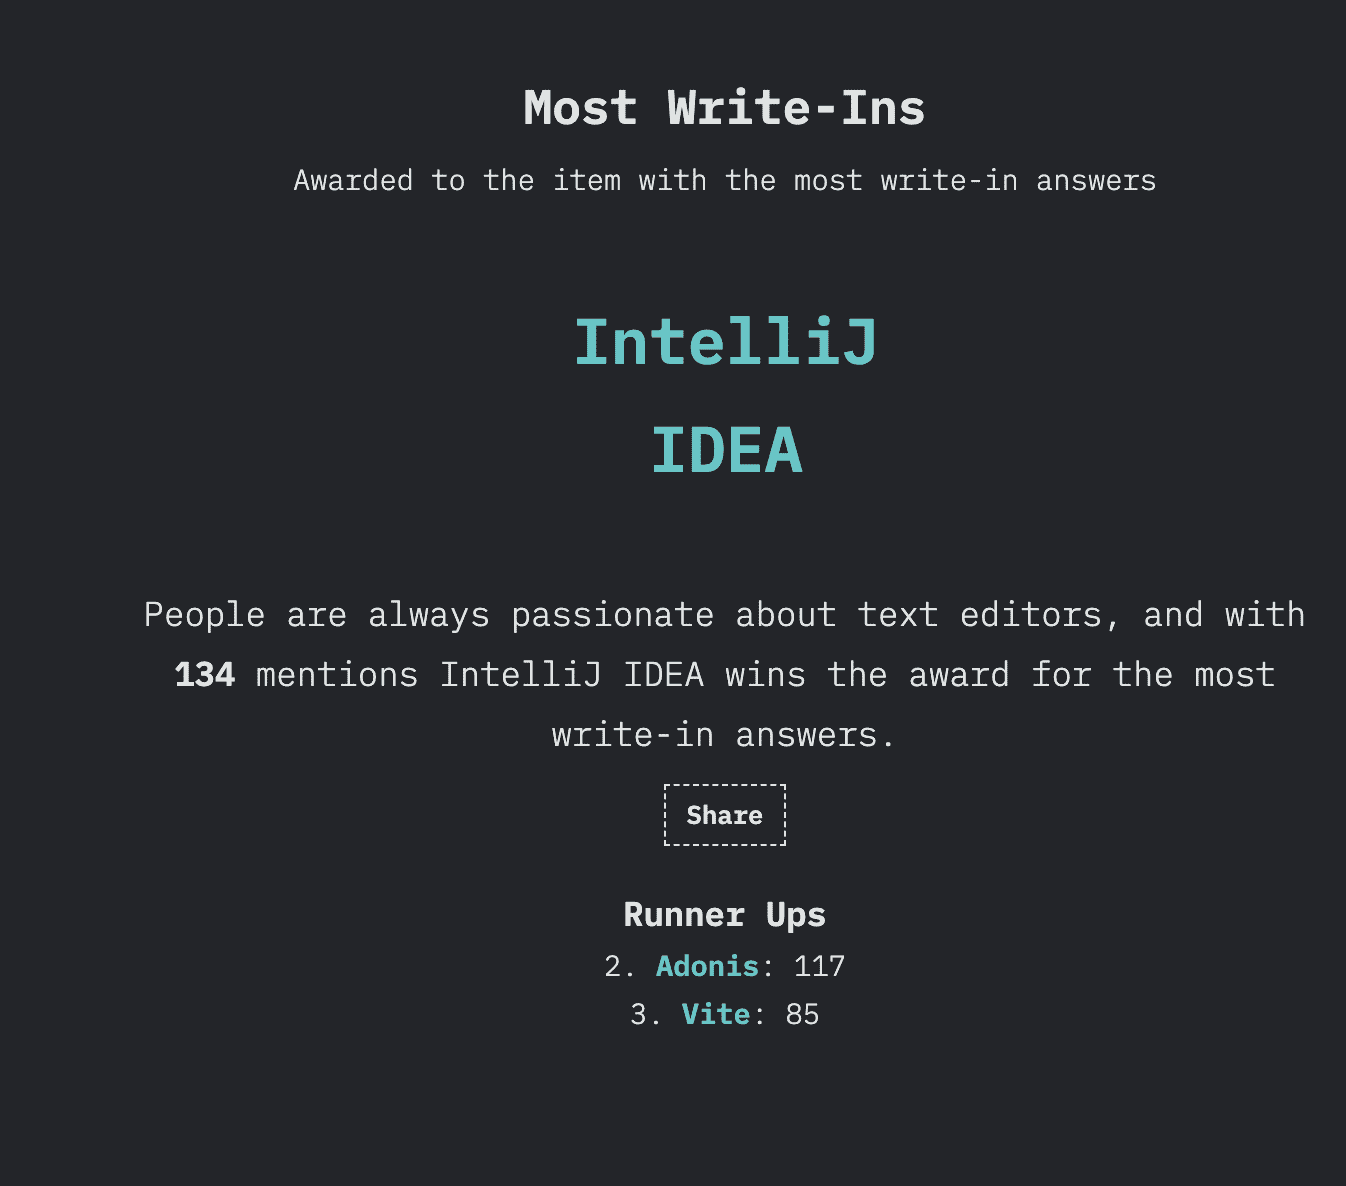 Most Write-Ins
Awarded to the item with the most write-in answers
IntelliJ
IDEA
People are always passionate about text editors, and with
134 mentions IntelliJ IDEA wins the award for the most
write-in answers.
Share
Runner Ups
2. Adonis: 117
3. Vite: 85